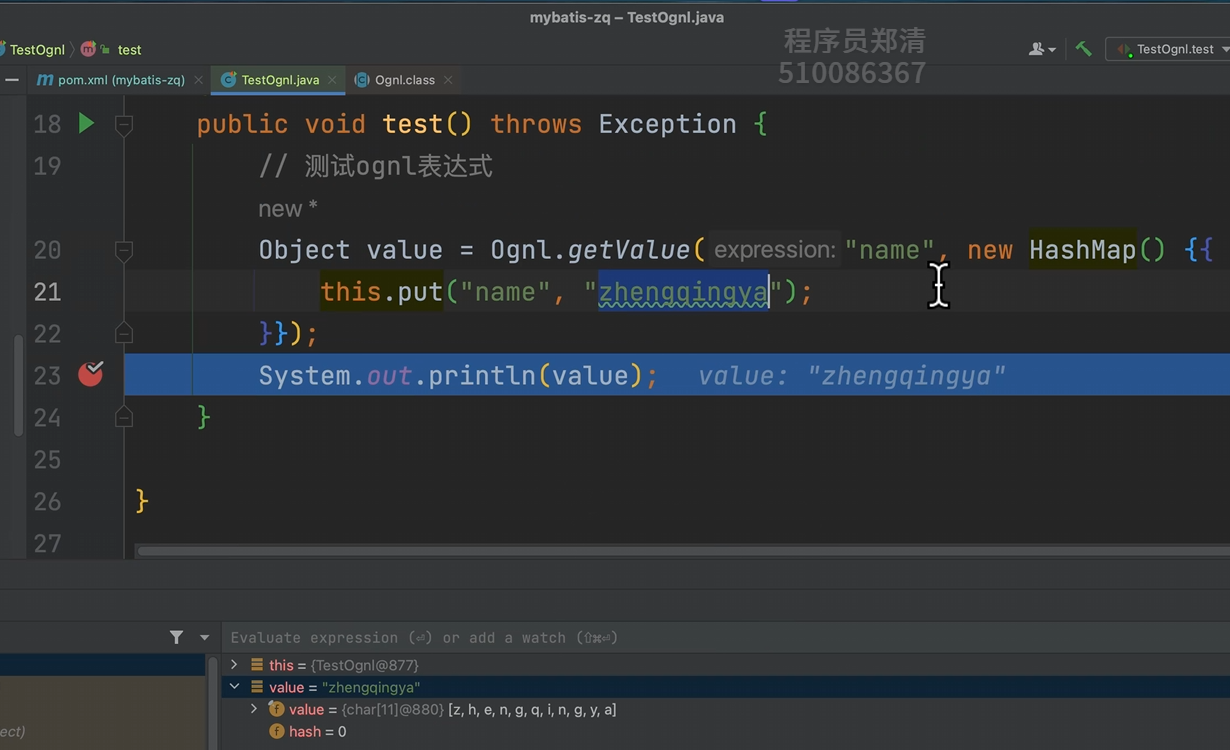 mybatis-zq – TestOgnl.java
程序员郑清
510086367
TestOgnl test
TestOgnl.test
pom.xml (mybatis-zq) TestOgnl.java Ognl.class
18 public void test() throws Exception {
19 // 测试ognl表达式
new *
20 Object value = Ognl.getValue( expression: "name", new HashMap() {{
21 this.put("name", "zhengqingya");
22 }});
23 System.out.println(value); value: "zhengqingya"
24 }
25
26 }
27
Evaluate expression (⏎) or add a watch (⇧⌘⏎)
this = {TestOgnl@877}
value = "zhengqingya"
value = {char[11]@880} [z, h, e, n, g, q, i, n, g, y, a]
ect)
hash = 0